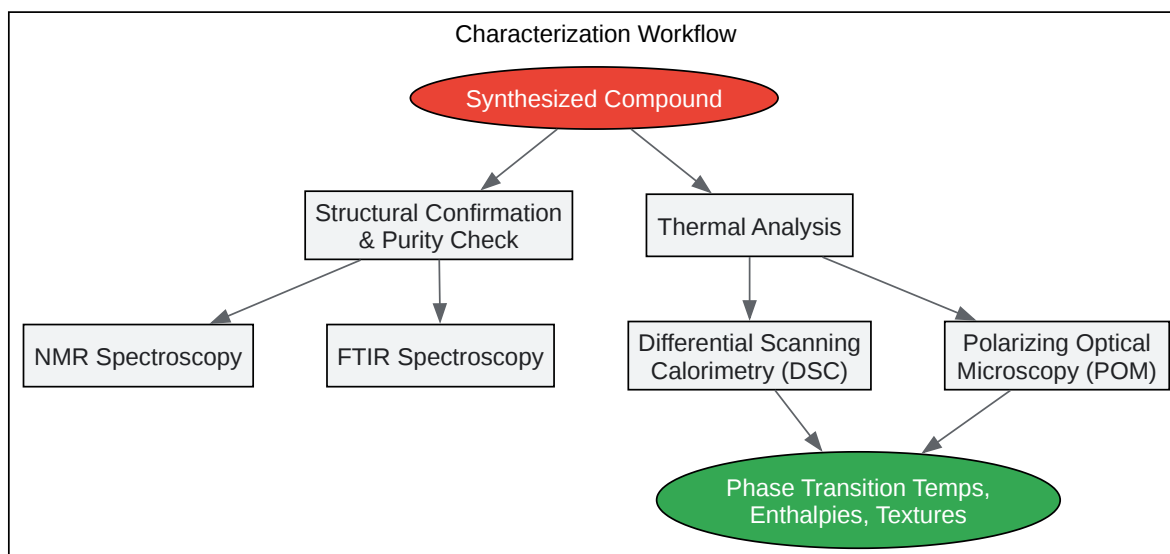 Characterization Workflow
Synthesized Compound
Structural Confirmation
& Purity Check
Thermal Analysis
NMR Spectroscopy
FTIR Spectroscopy
Differential Scanning
Calorimetry (DSC)
Polarizing Optical
Microscopy (POM)
Phase Transition Temps,
Enthalpies, Textures